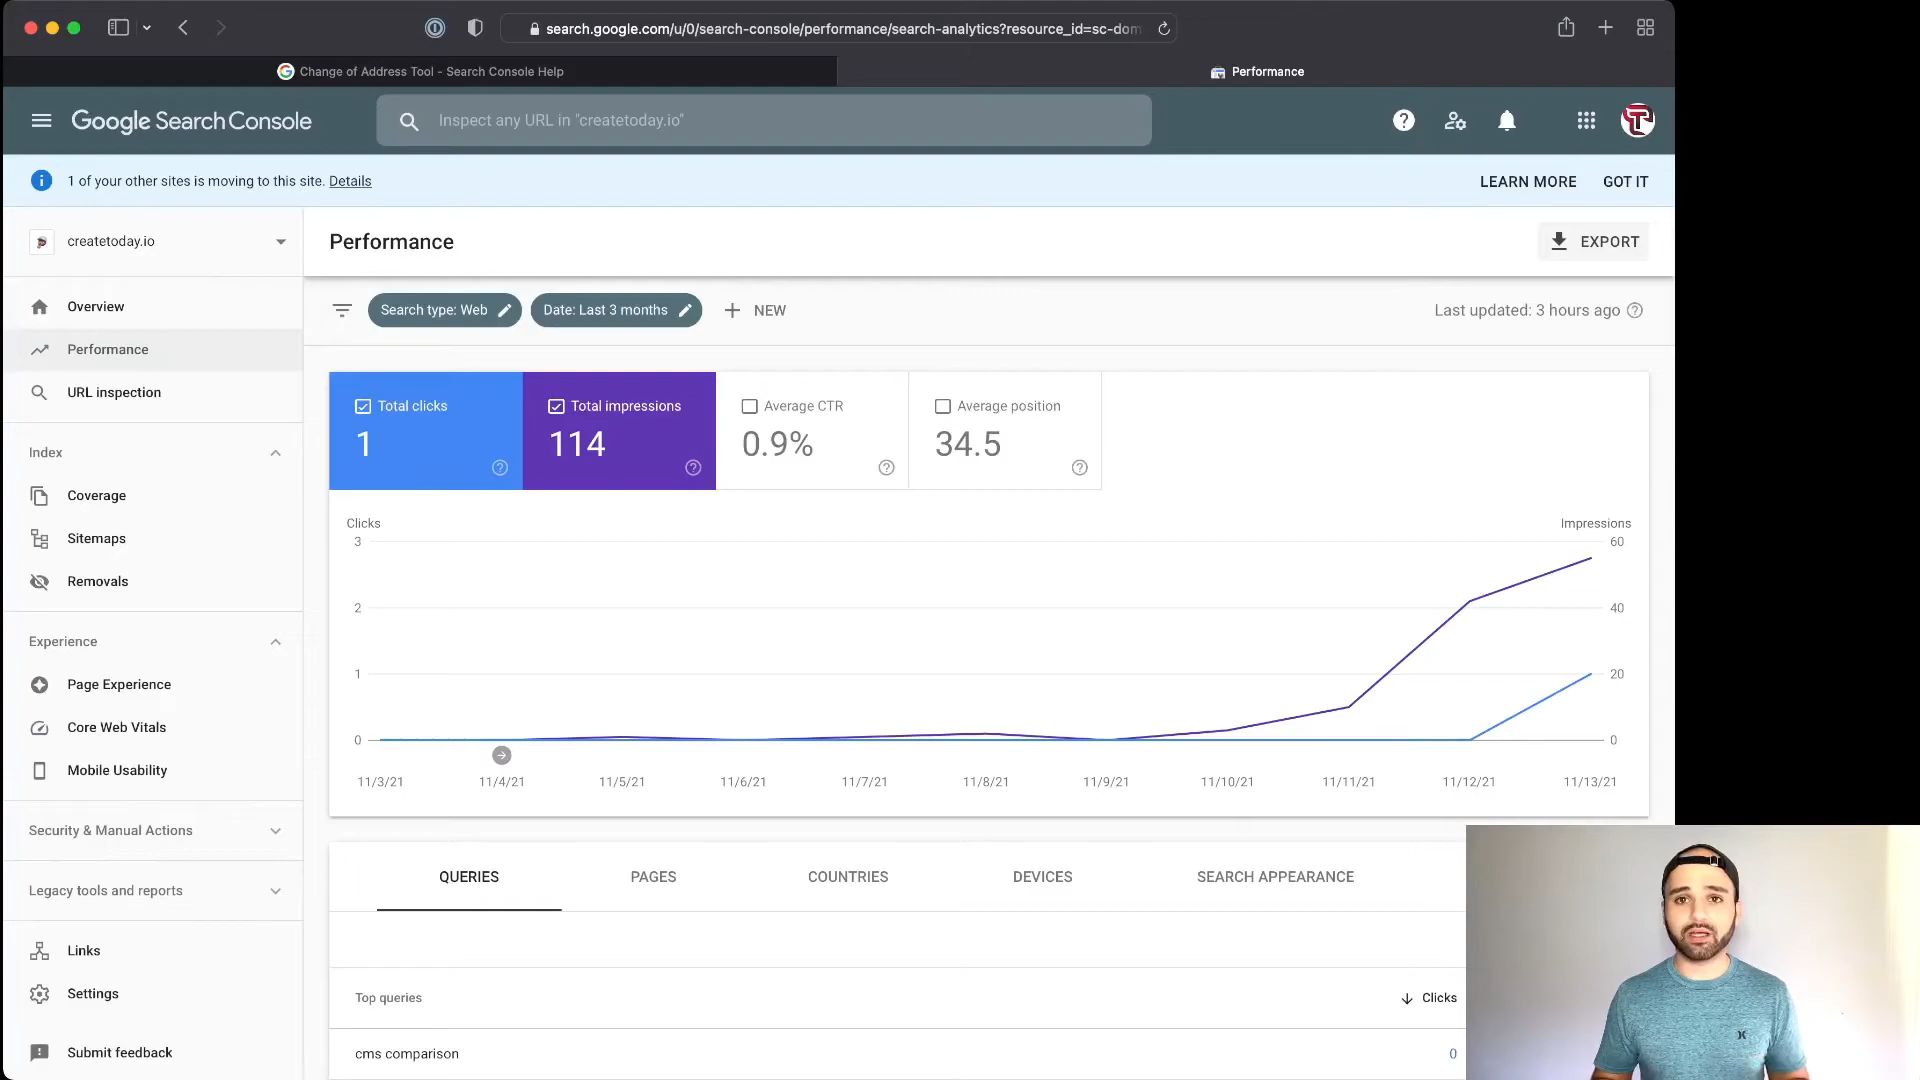 search.google.com/u/0/search-console/performance/search-analytics?resource_id=sc-dom
Change of Address Tool - Search Console Help
Performance
Google Search Console
Inspect any URL in "createtoday.io"
1 of your other sites is moving to this site. Details
LEARN MORE
GOT IT
createtoday.io
Performance
EXPORT
Overview
Performance
URL inspection
Index
Coverage
Sitemaps
Removals
Experience
Page Experience
Core Web Vitals
Mobile Usability
Security & Manual Actions
Legacy tools and reports
Links
Settings
Submit feedback
Search type: Web
Date: Last 3 months
NEW
Last updated: 3 hours ago
Total clicks
1
Total impressions
114
Average CTR
0.9%
Average position
34.5
Clicks
Impressions
3
60
2
40
1
20
0
0
11/3/21
11/4/21
11/5/21
11/6/21
11/7/21
11/8/21
11/9/21
11/10/21
11/11/21
11/12/21
11/13/21
QUERIES
PAGES
COUNTRIES
DEVICES
SEARCH APPEARANCE
Top queries
Clicks
cms comparison
0